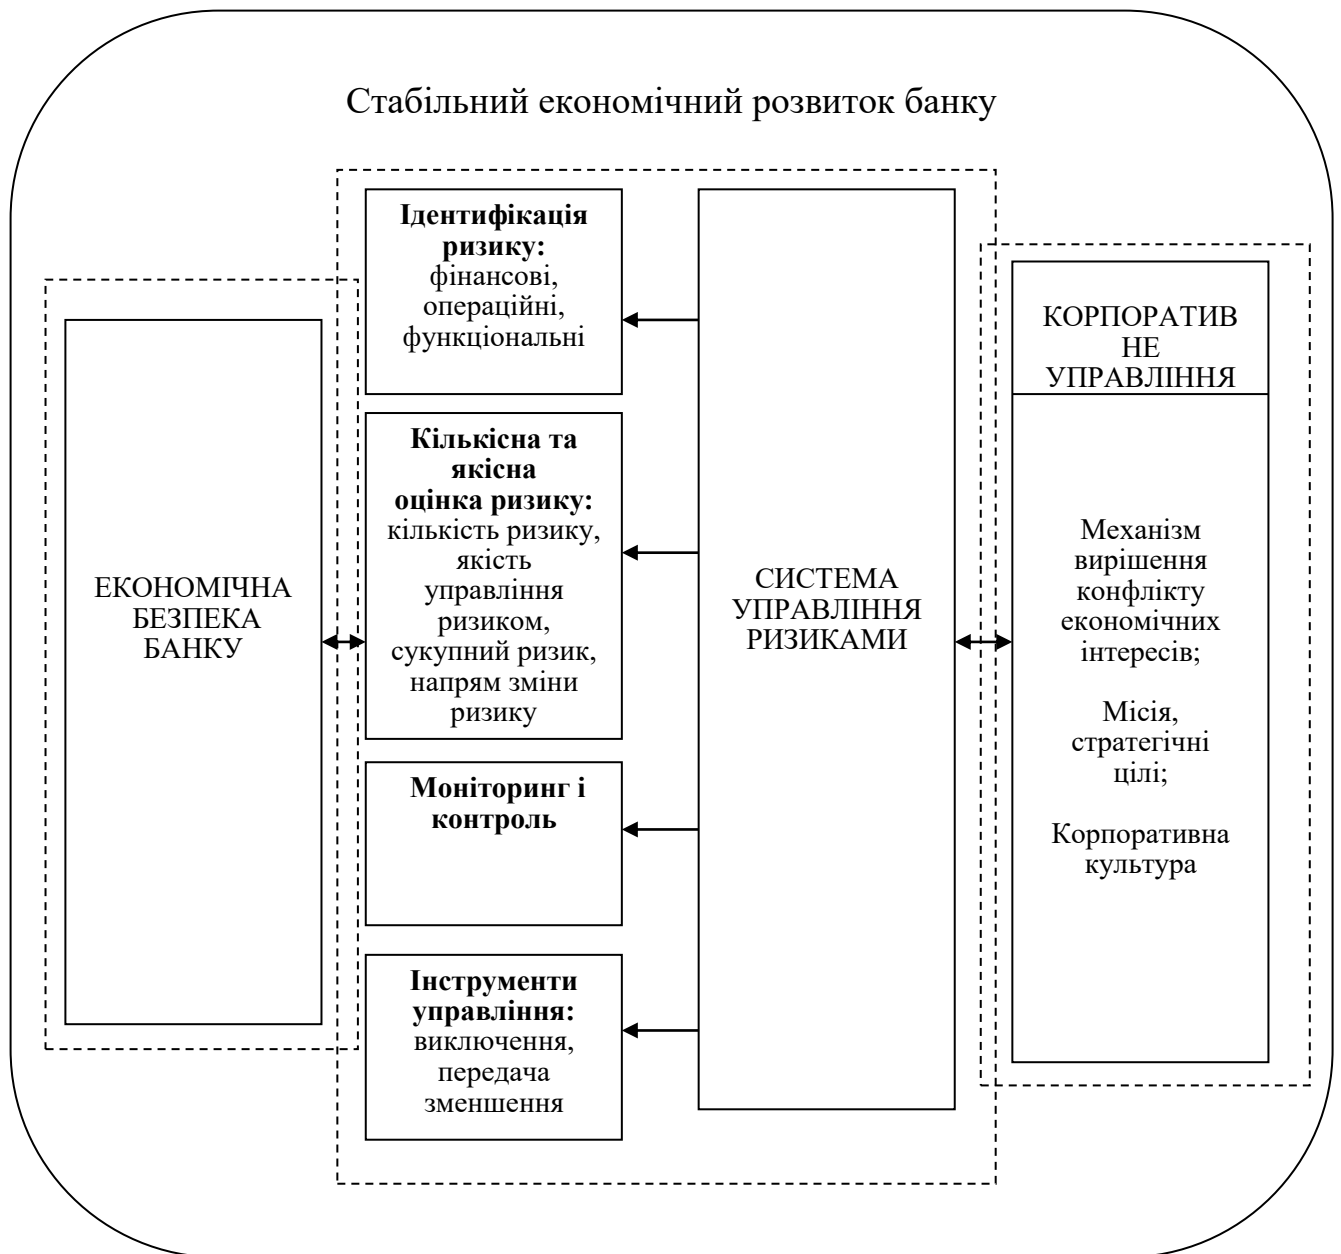 Стабільний економічний розвиток банку
ЕКОНОМІЧНА
БЕЗПЕКА
БАНКУ
Ідентифікація
ризику:
фінансові,
операційні,
функціональні
Кількісна та
якісна
оцінка ризику:
кількість ризику,
якість
управління
ризиком,
сукупний ризик,
напрям зміни
ризику
Моніторинг і
контроль
Інструменти
управління:
виключення,
передача
зменшення
СИСТЕМА
УПРАВЛІННЯ
РИЗИКАМИ
КОРПОРАТИВ
НЕ
УПРАВЛІННЯ
Механізм
вирішення
конфлікту
економічних
інтересів;
Місія,
стратегічні
цілі;
Корпоративна
культура